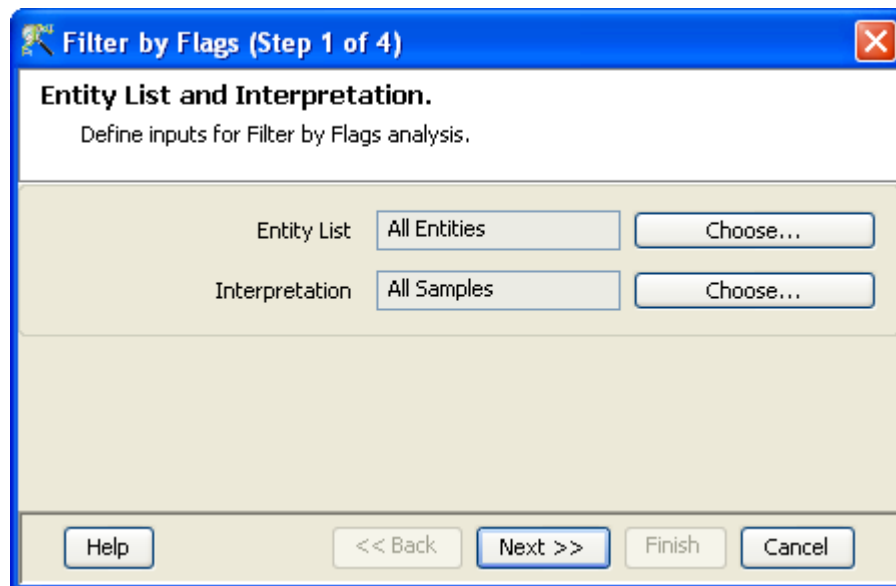 Filter by Flags (Step 1 of 4)
Entity List and Interpretation.
Define inputs for Filter by Flags analysis.
Entity List All Entities Choose...
Interpretation All Samples Choose...
Help << Back Next >> Finish Cancel